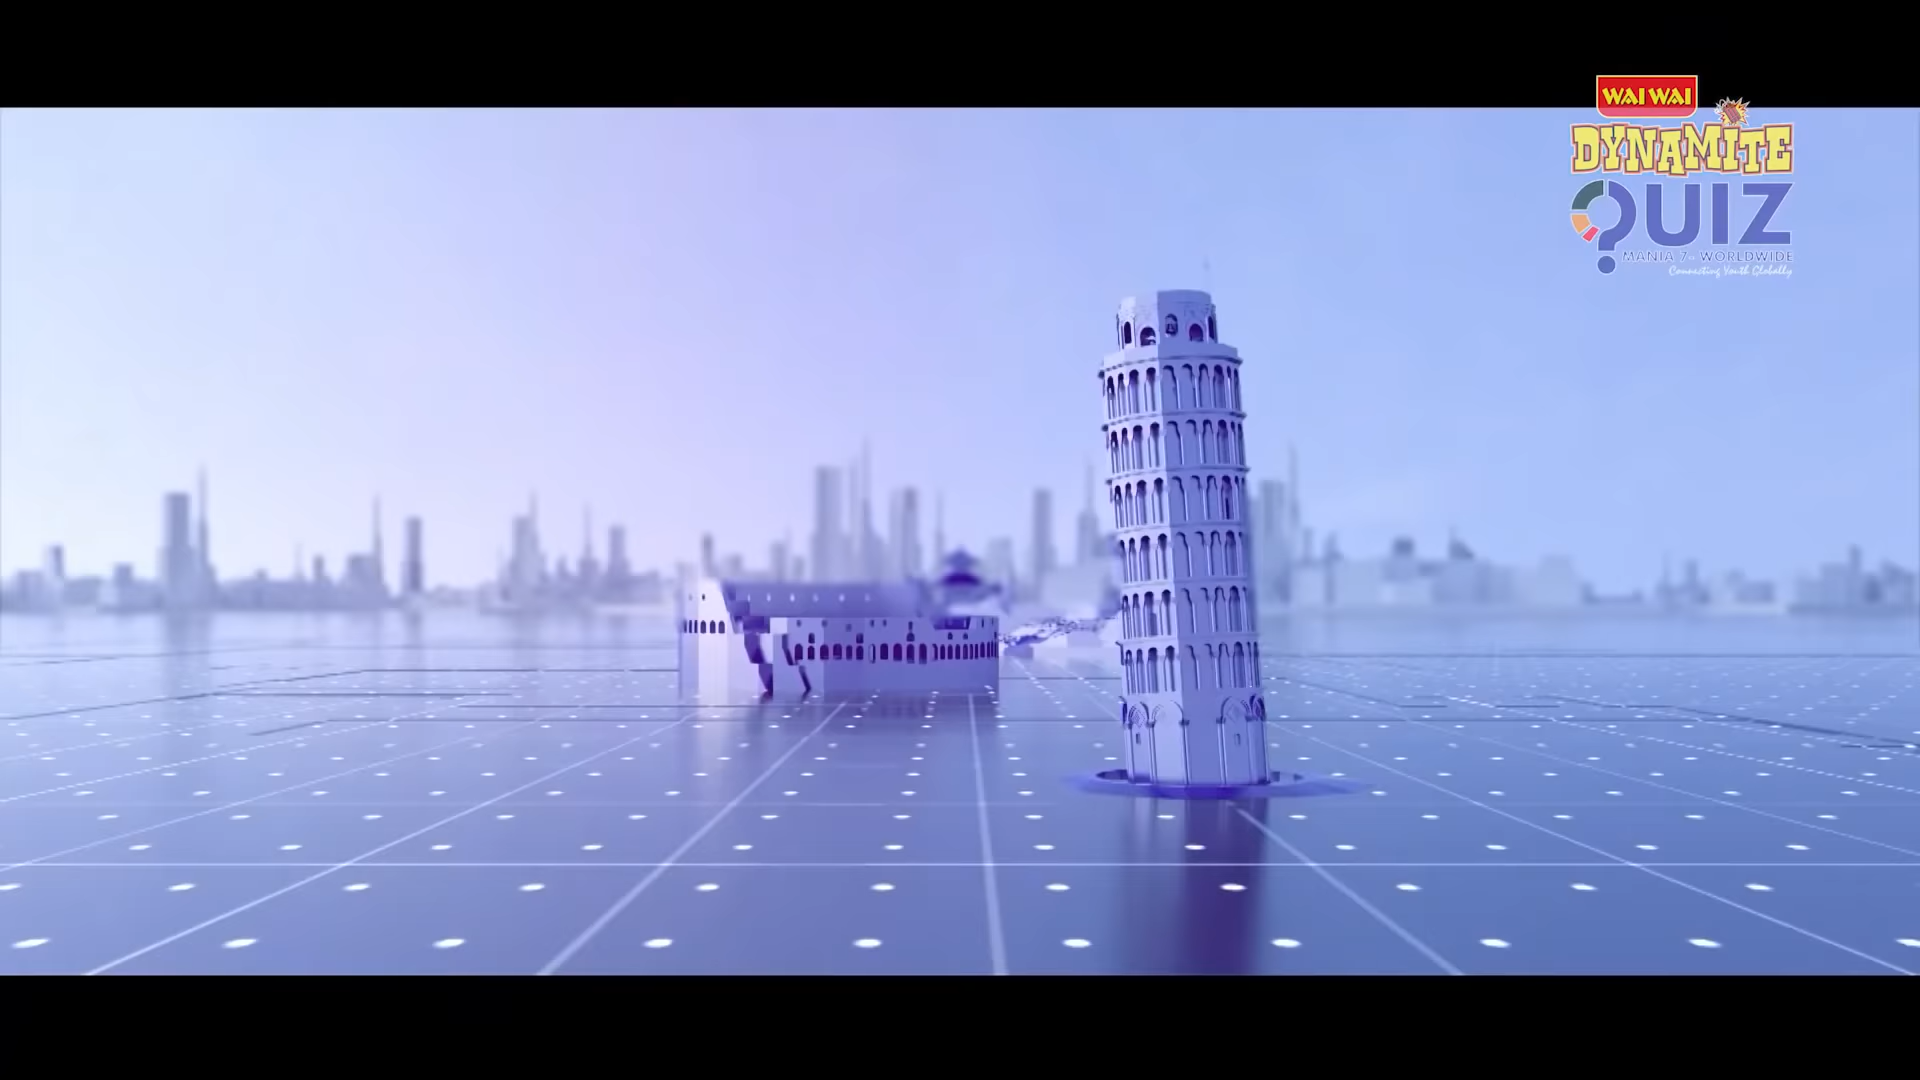 WAI WAI
DYNAMITE
QUIZ
MANIA 7 WORLDWIDE
Connecting Youth Globally